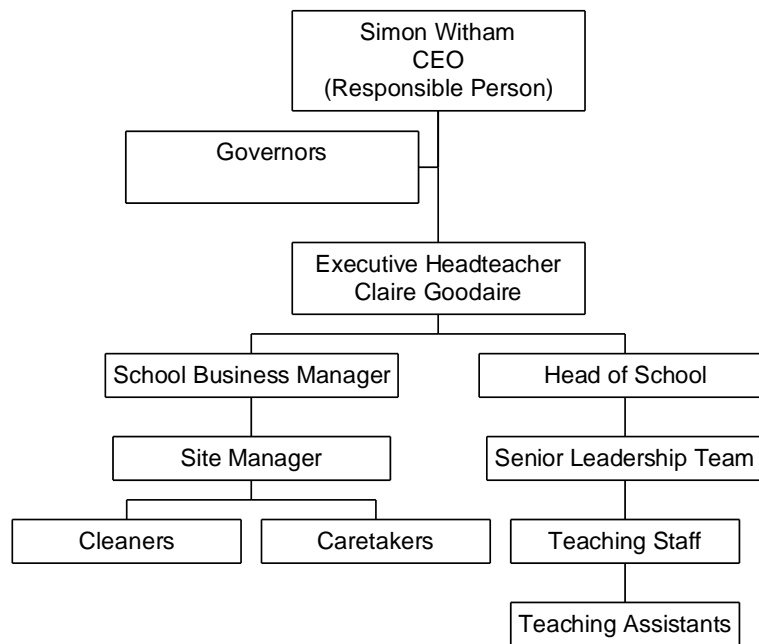 Simon Witham
CEO
(Responsible Person)
Governors
Executive Headteacher
Claire Goodaire
School Business Manager
Head of School
Site Manager
Senior Leadership Team
Cleaners
Caretakers
Teaching Staff
Teaching Assistants